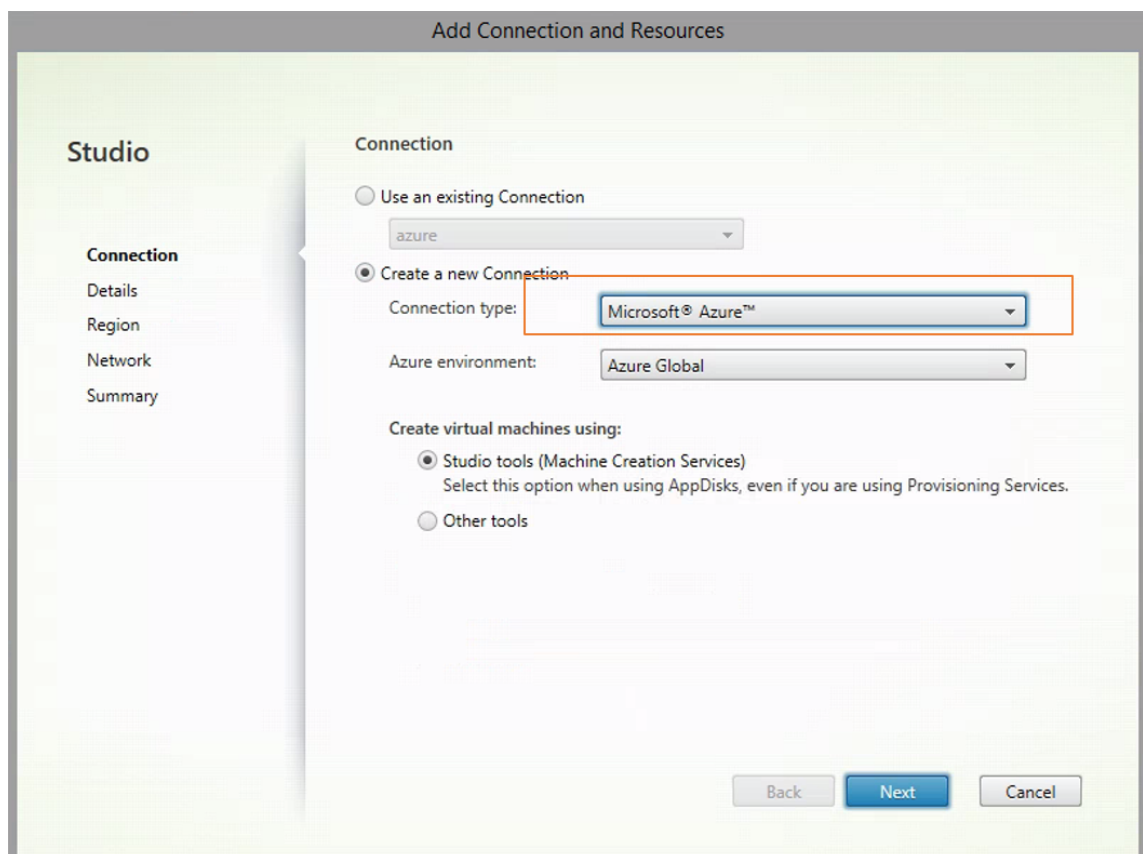 Add Connection and Resources
Studio
Connection
Details
Region
Network
Summary
Connection
Use an existing Connection
azure
Create a new Connection
Connection type:
Microsoft® Azure™
Azure environment:
Azure Global
Create virtual machines using:
Studio tools (Machine Creation Services)
Select this option when using AppDisks, even if you are using Provisioning Services.
Other tools
Back
Next
Cancel